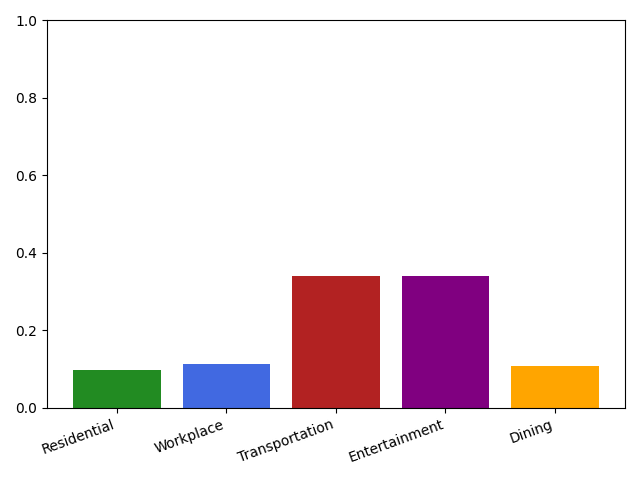 1.0
0.8
0.6
0.4
0.2
0.0
Residential
Workplace
Transportation
Entertainment
Dining